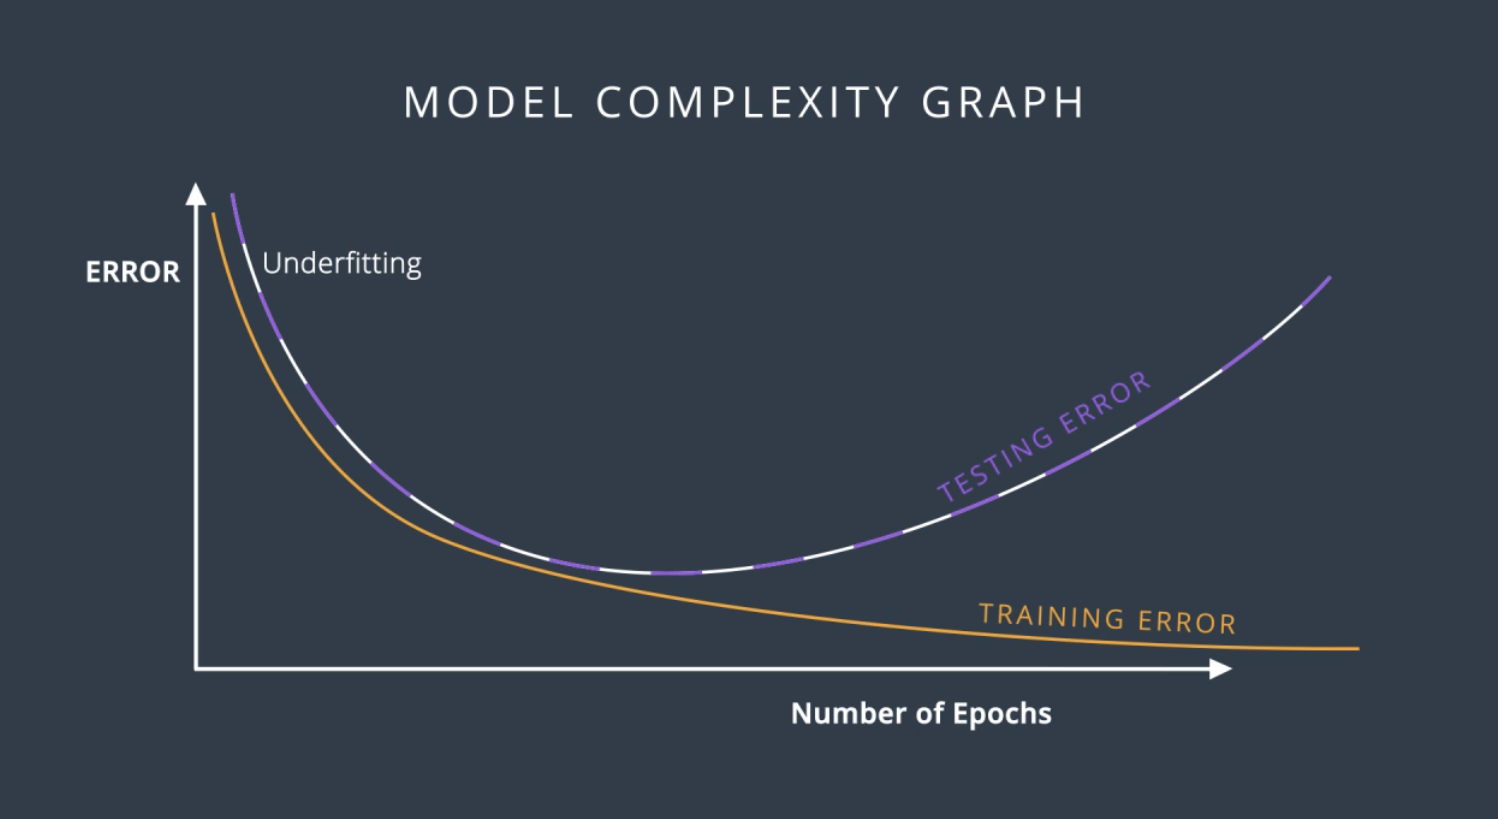 MODEL COMPLEXITY GRAPH
ERROR
Underfitting
TESTING ERROR
TRAINING ERROR
Number of Epochs